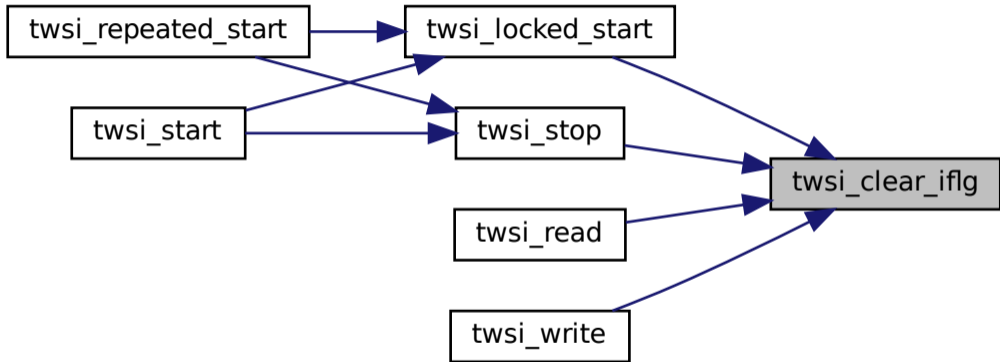 twsi_repeated_start
twsi_locked_start
twsi_start
twsi_stop
twsi_clear_iflg
twsi_read
twsi_write